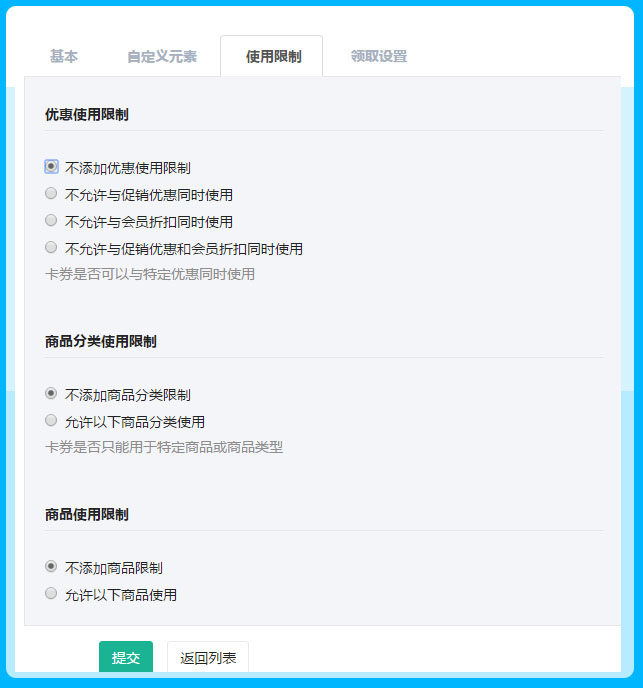 基本 自定义元素 使用限制 领取设置
优惠使用限制
不添加优惠使用限制
不允许与促销优惠同时使用
不允许与会员折扣同时使用
不允许与促销优惠和会员折扣同时使用
卡券是否可以与特定优惠同时使用
商品分类使用限制
不添加商品分类限制
允许以下商品分类使用
卡券是否只能用于特定商品或商品类型
商品使用限制
不添加商品限制
允许以下商品使用
提交 返回列表